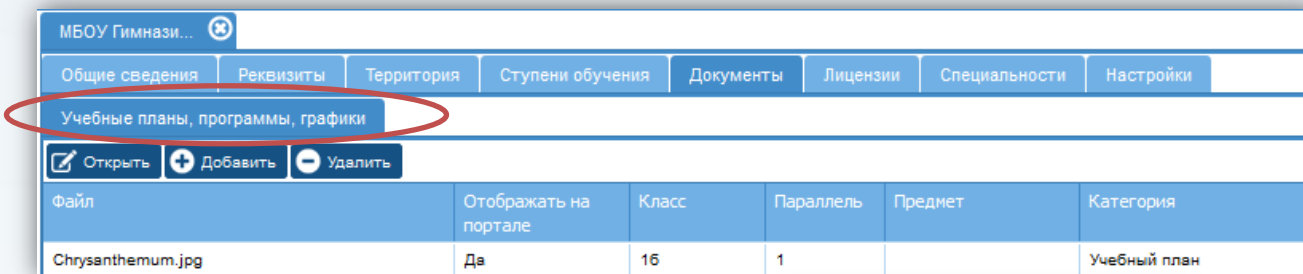 МБОУ Гимнази...
Общие сведения Реквизиты Территория Ступени обучения Документы Лицензии Специальности Настройки
Учебные планы, программы, графики
Открыть Добавить Удалить
Файл Отображать на портале Класс Параллель Предмет Категория
Chrysanthemum.jpg Да 1б 1 Учебный план